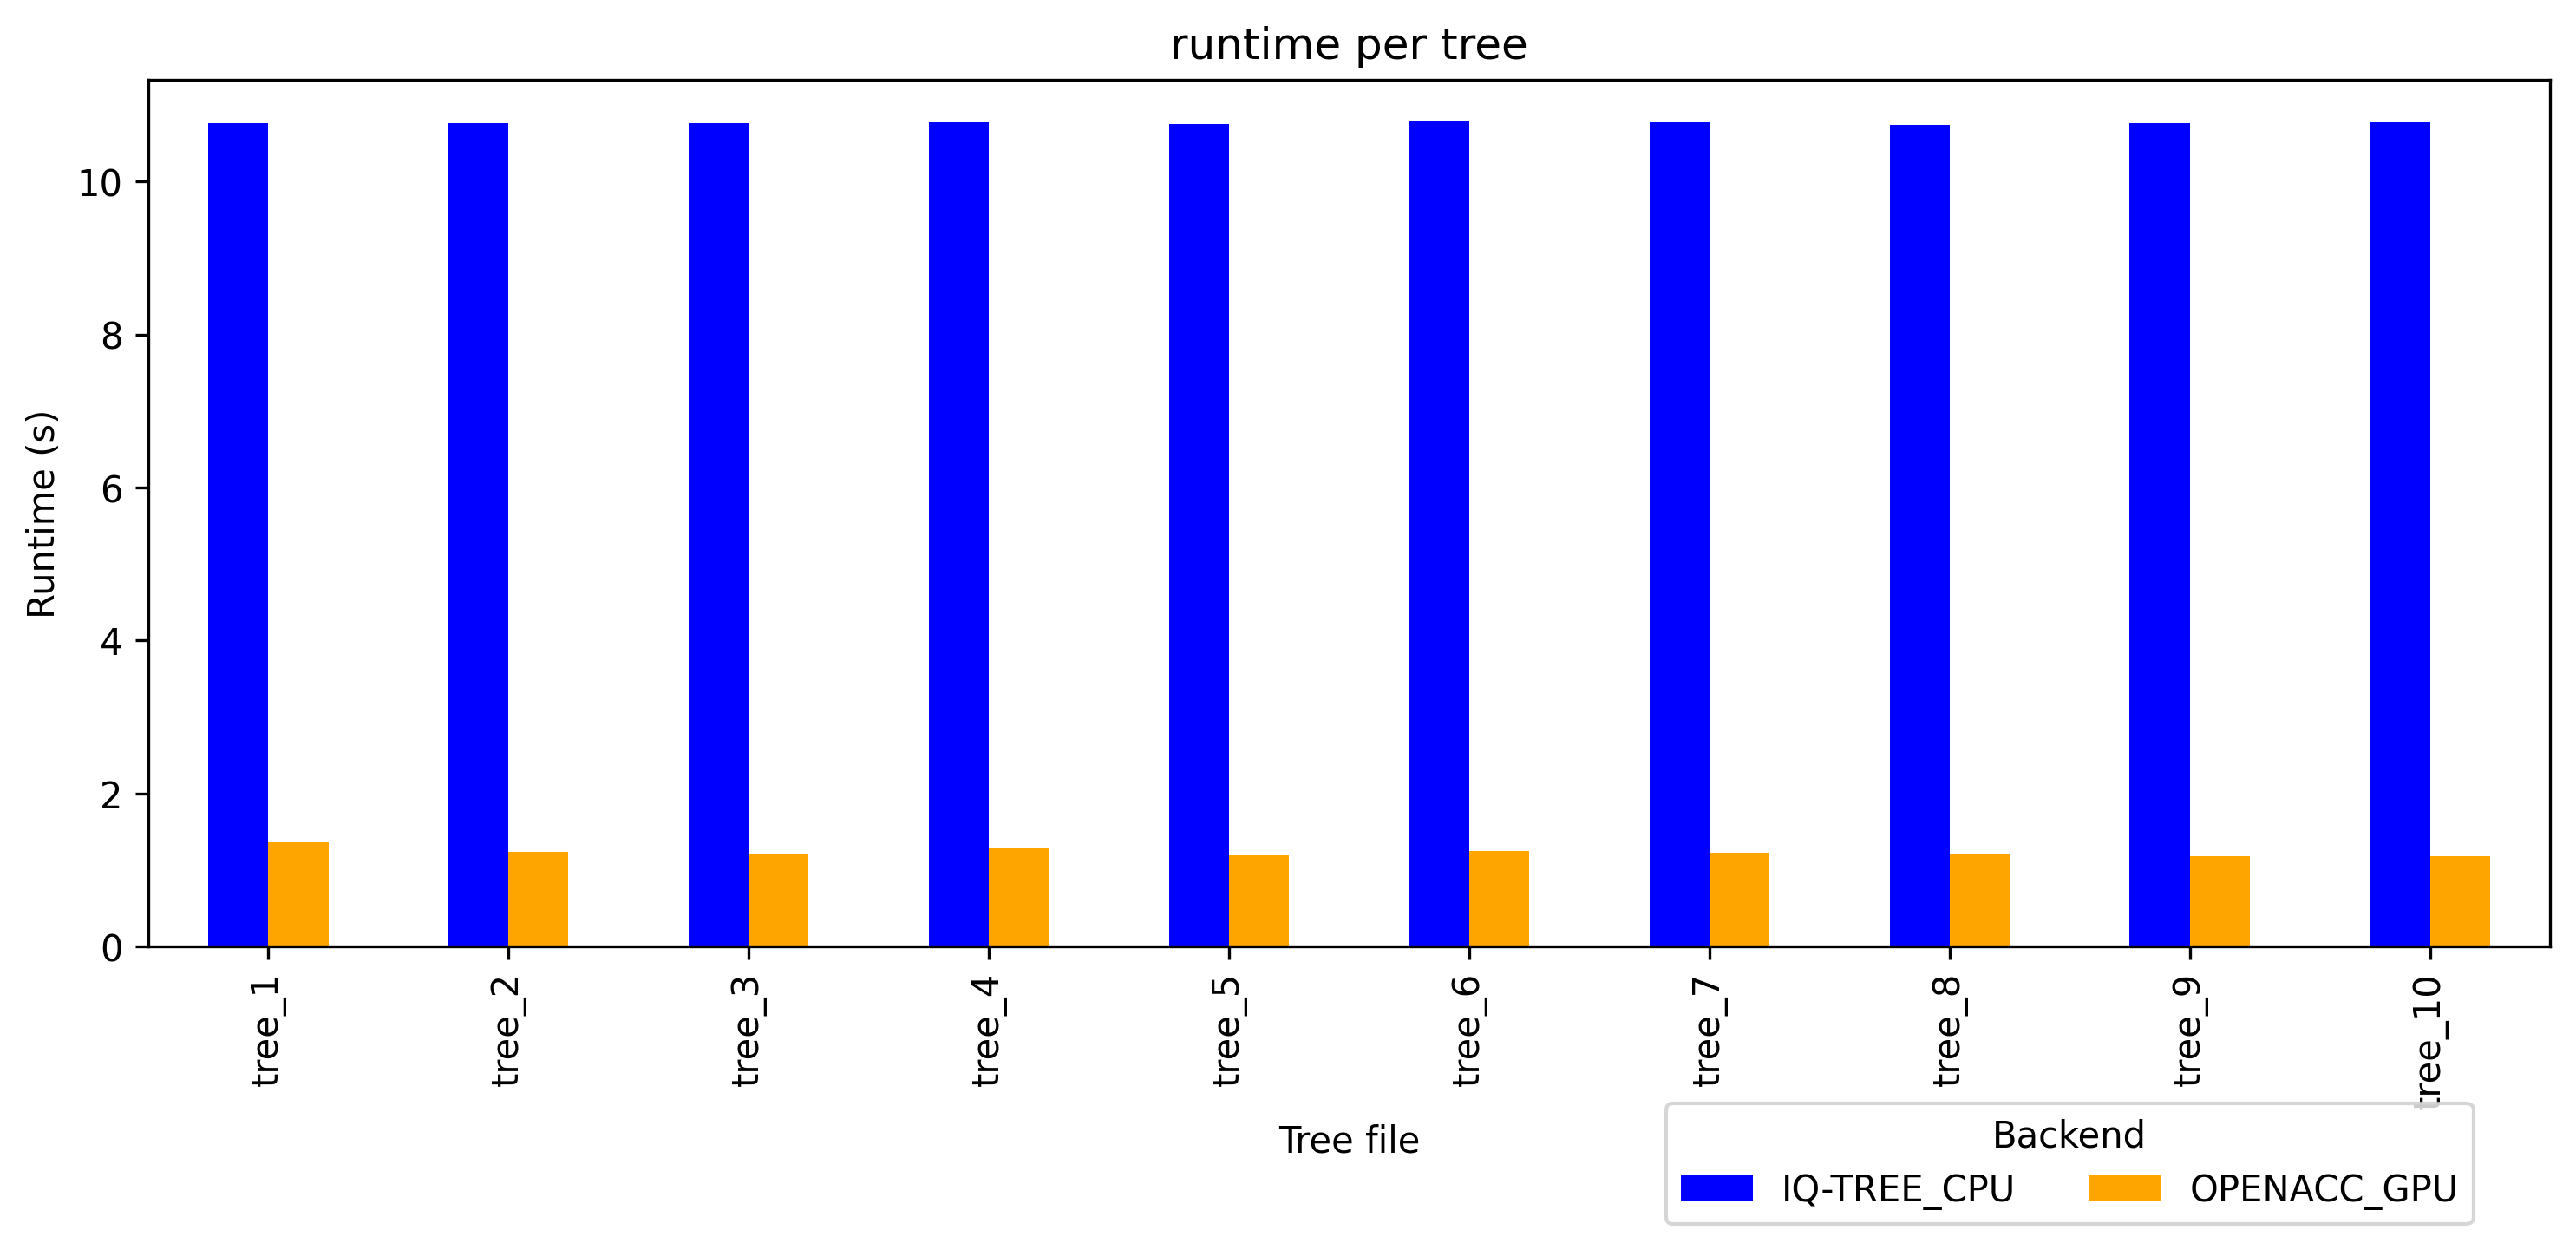 runtime per tree
Runtime (s)
10
8
6
4
2
0
tree_1
tree_2
tree_3
tree_4
tree_5
tree_6
tree_7
tree_8
tree_9
tree_10
Tree file
Backend
IQ-TREE_CPU
OPENACC_GPU